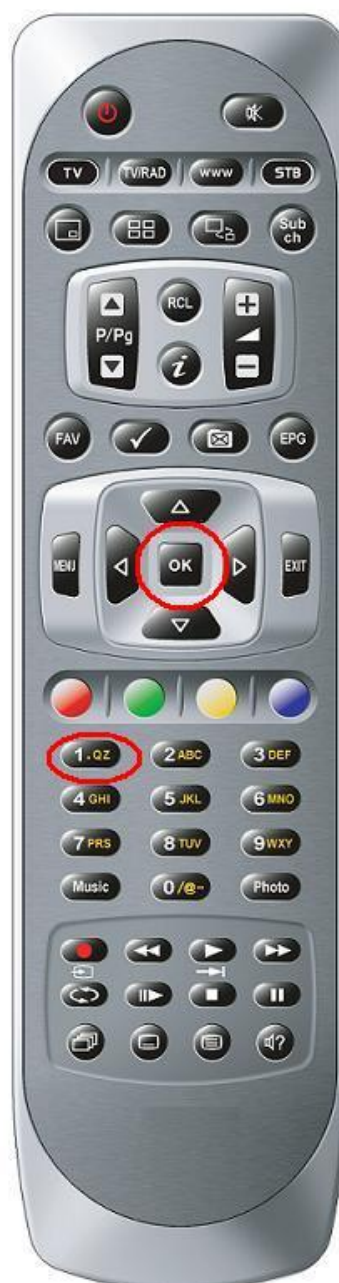 TV TV/RAD www STB
Sub
ch
RCL
P/Pg
i
FAV EPG
MENU OK EXIT
1.QZ 2ABC 3DEF
4GHI 5JKL 6MNO
7PRS 8TUV 9WXY
Music 0/@~ Photo
?